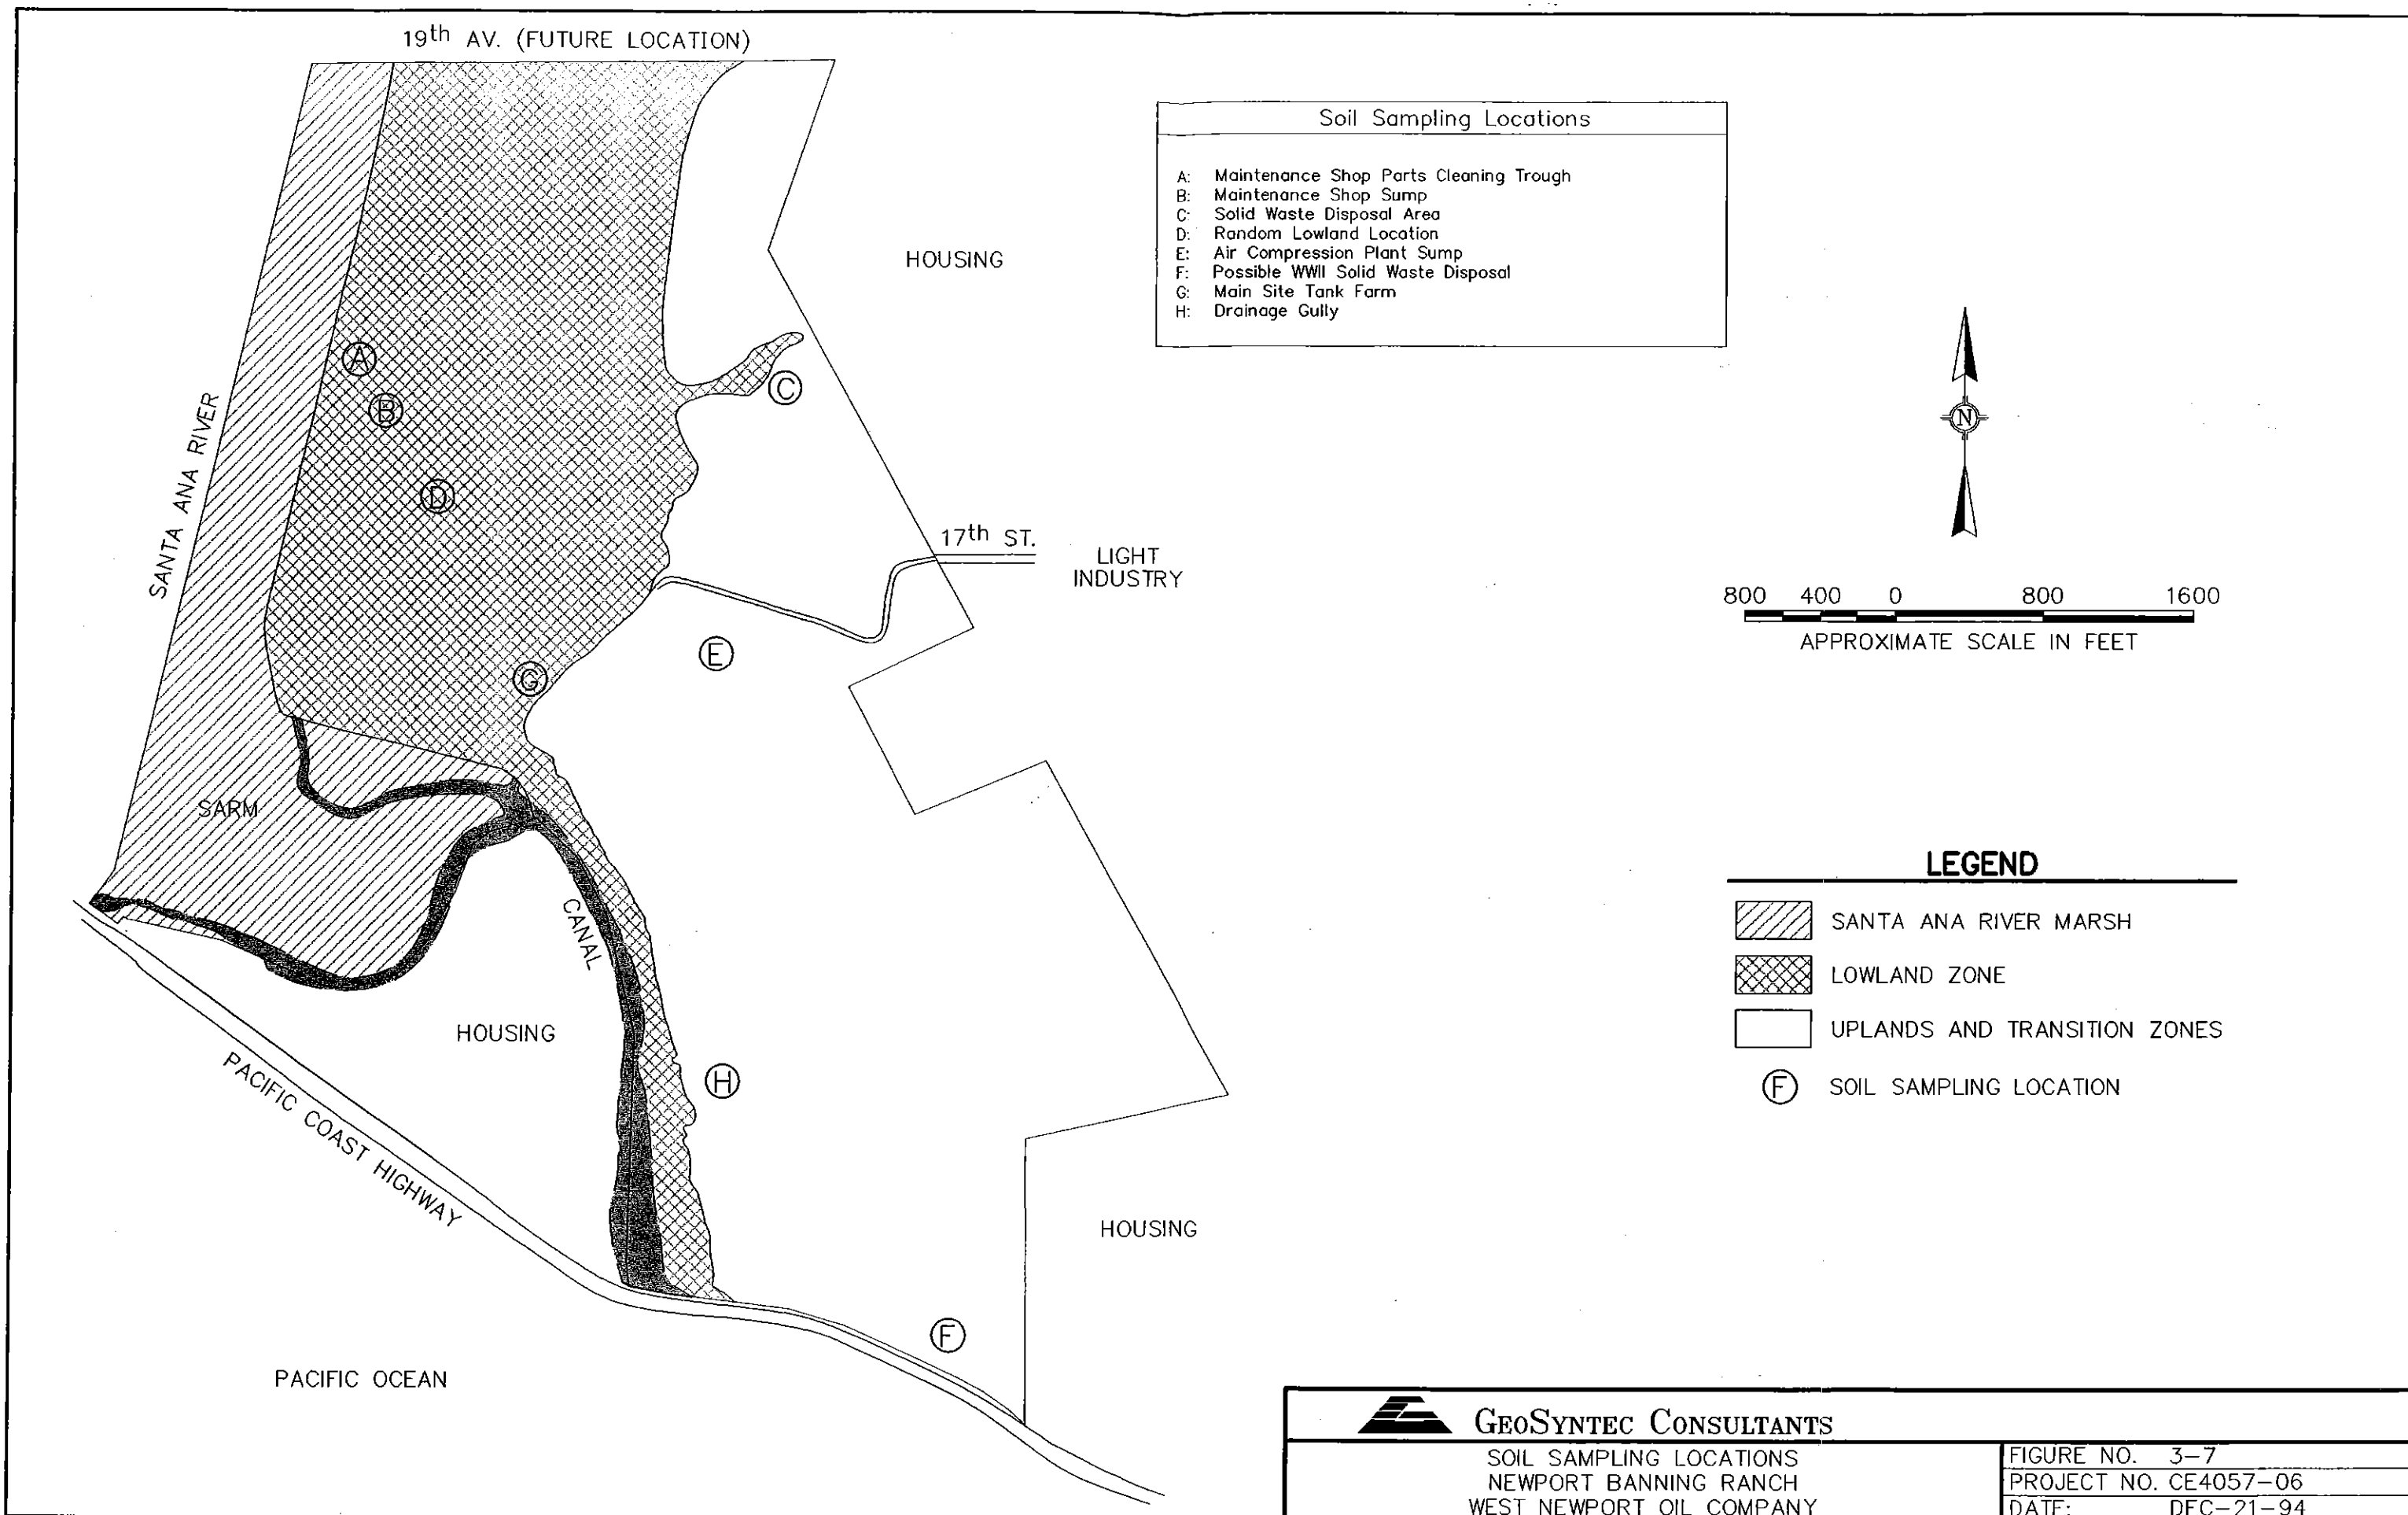 19th AV. (FUTURE LOCATION)
Soil Sampling Locations
A: Maintenance Shop Parts Cleaning Trough
B: Maintenance Shop Sump
C: Solid Waste Disposal Area
D: Random Lowland Location
E: Air Compression Plant Sump
F: Possible WWII Solid Waste Disposal
G: Main Site Tank Farm
H: Drainage Gully
HOUSING
A
B
C
D
SANTA ANA RIVER
17th ST.
LIGHT
INDUSTRY
E
G
N
800 400 0 800 1600
APPROXIMATE SCALE IN FEET
SARM
CANAL
HOUSING
PACIFIC COAST HIGHWAY
H
HOUSING
F
PACIFIC OCEAN
LEGEND
SANTA ANA RIVER MARSH
LOWLAND ZONE
UPLANDS AND TRANSITION ZONES
F SOIL SAMPLING LOCATION
GEOSYNTEC CONSULTANTS
SOIL SAMPLING LOCATIONS
NEWPORT BANNING RANCH
WEST NEWPORT OIL COMPANY
FIGURE NO. 3-7
PROJECT NO. CE4057-06
DATE: DEC-21-94